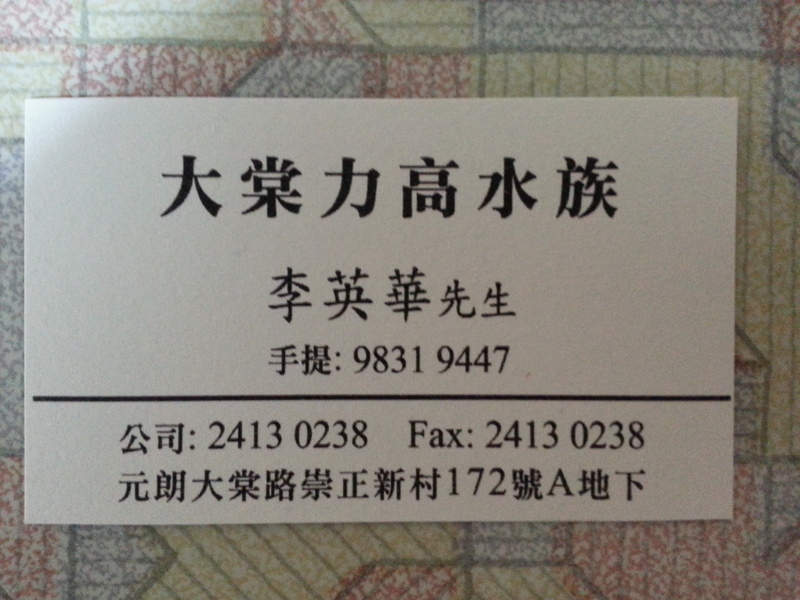 大棠力高水族
李英華先生
手提: 9831 9447
公司: 2413 0238 Fax: 2413 0238
元朗大棠路崇正新村172號A地下